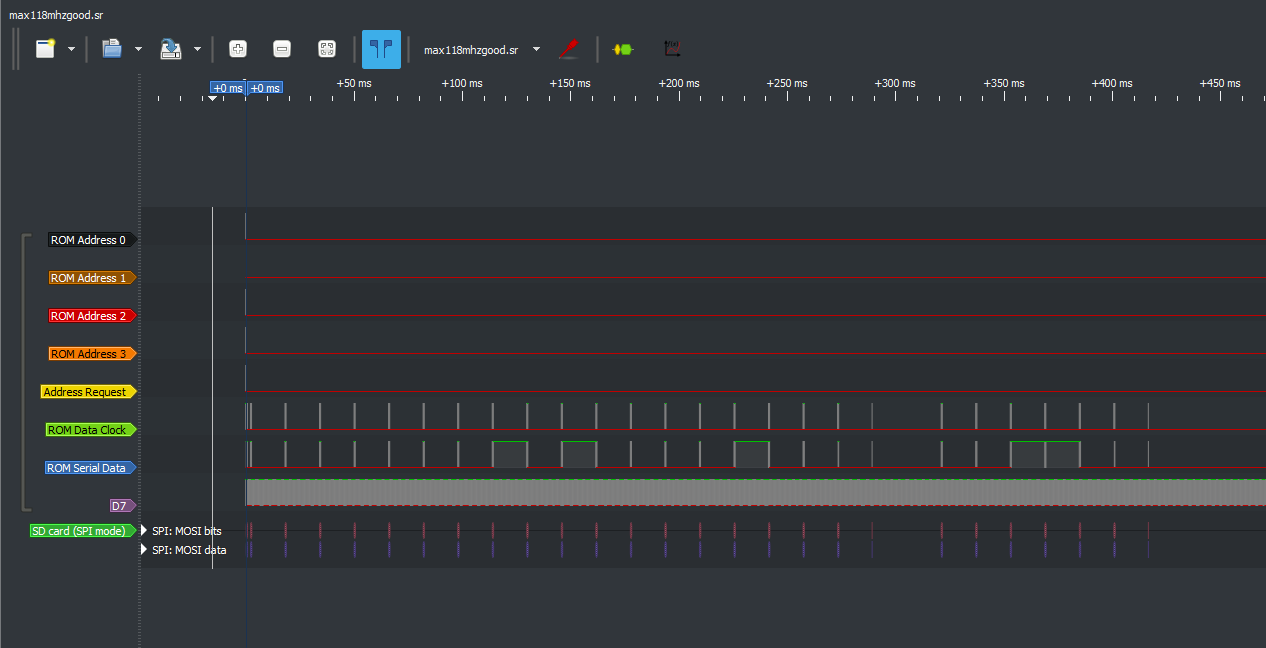 max118mhzgood.sr
max118mhzgood.sr
+0 ms +0 ms +50 ms +100 ms +150 ms +200 ms +250 ms +300 ms +350 ms +400 ms +450 ms
ROM Address 0
ROM Address 1
ROM Address 2
ROM Address 3
Address Request
ROM Data Clock
ROM Serial Data
D7
SD card (SPI mode) SPI: MOSI bits
SPI: MOSI data